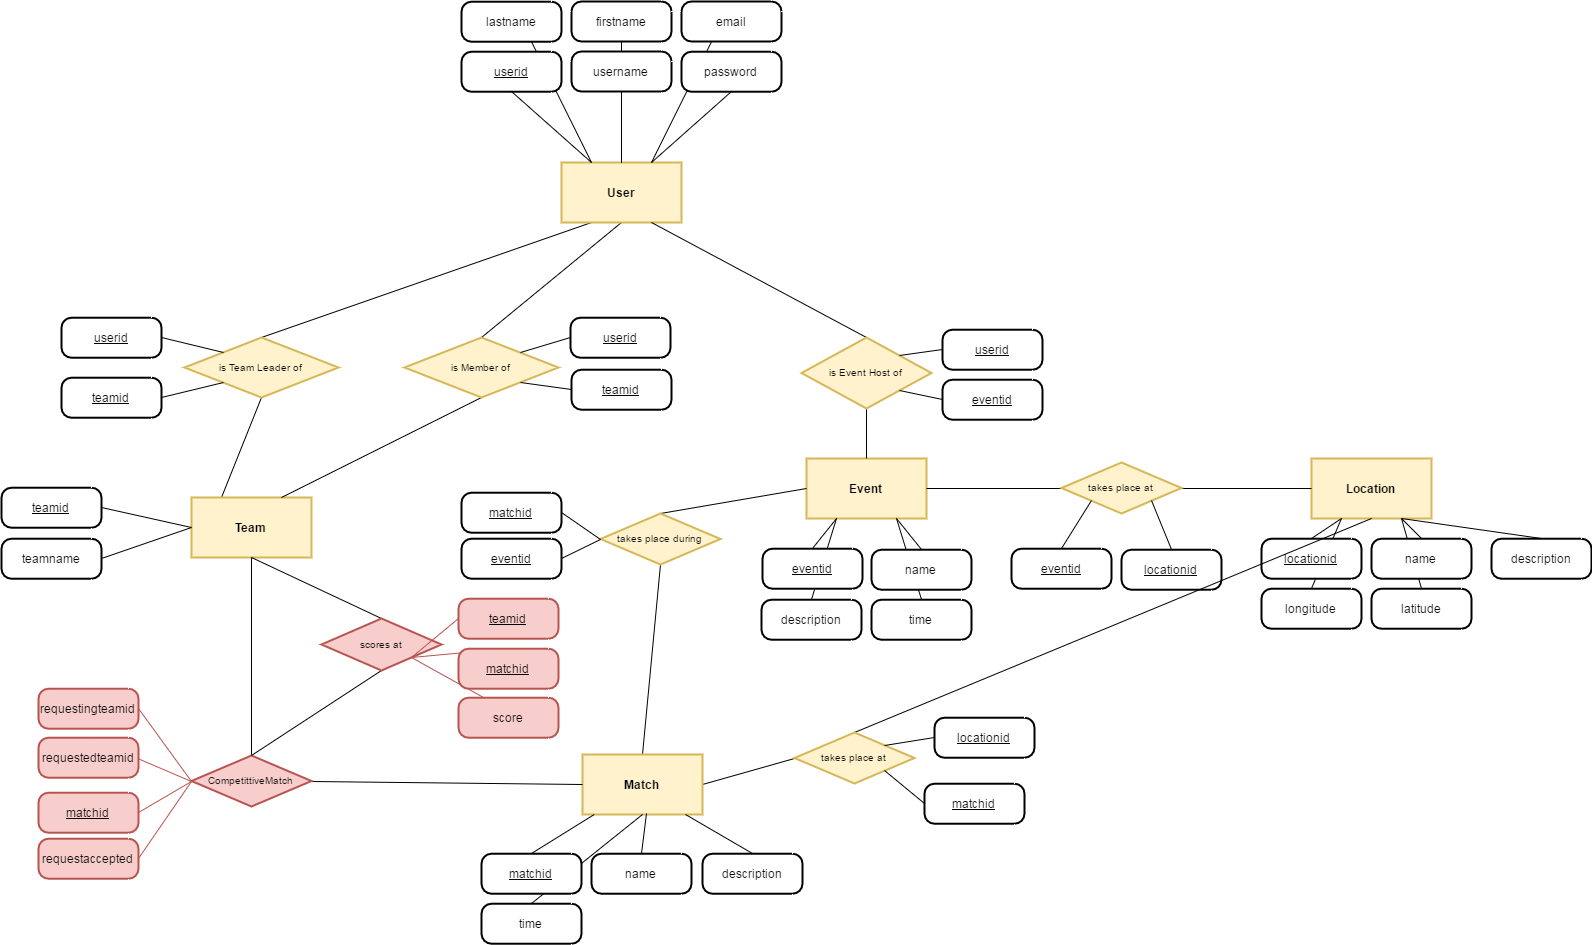 lastname
firstname
email
userid
username
password
User
userid
is Team Leader of
teamid
userid
is Member of
teamid
userid
is Event Host of
eventid
teamid
Team
teamname
matchid
takes place during
eventid
Event
takes place at
Location
eventid
name
description
time
eventid
locationid
locationid
name
description
longitude
latitude
scores at
teamid
matchid
score
requestingteamid
requestedteamid
CompetittiveMatch
matchid
requestaccepted
Match
takes place at
locationid
matchid
matchid
name
description
time